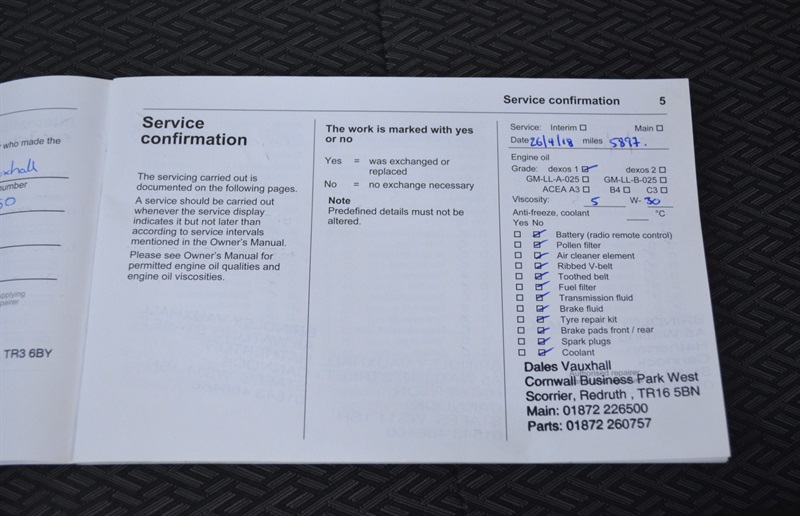 who made the
xhall
number
50
TR3 6BY
Service confirmation 5
Service
confirmation
The servicing carried out is
documented on the following pages.
A service should be carried out
whenever the service display
indicates it but not later than
according to service intervals
mentioned in the Owner's Manual.
Please see Owner's Manual for
permitted engine oil qualities and
engine oil viscosities.
The work is marked with yes
or no
Yes = was exchanged or
replaced
No = no exchange necessary
Note
Predefined details must not be
altered.
Service: Interim ☐ Main ☐
Date 26/4/18 miles 5897.
Engine oil
Grade: dexos 1 ☑ dexos 2 ☐
GM-LL-A-025 ☐ GM-LL-B-025 ☐
ACEA A3 ☐ B4 ☐ C3 ☐
Viscosity: 5 W- 30
Anti-freeze, coolant °C
Yes No
☐ ☑ Battery (radio remote control)
☐ ☑ Pollen filter
☐ ☑ Air cleaner element
☐ ☑ Ribbed V-belt
☐ ☑ Toothed belt
☐ ☑ Fuel filter
☐ ☑ Transmission fluid
☐ ☑ Brake fluid
☐ ☑ Tyre repair kit
☐ ☑ Brake pads front / rear
☐ ☑ Spark plugs
☐ ☑ Coolant
Dales Vauxhall
Cornwall Business Park West
Scorrier, Redruth , TR16 5BN
Main: 01872 226500
Parts: 01872 260757